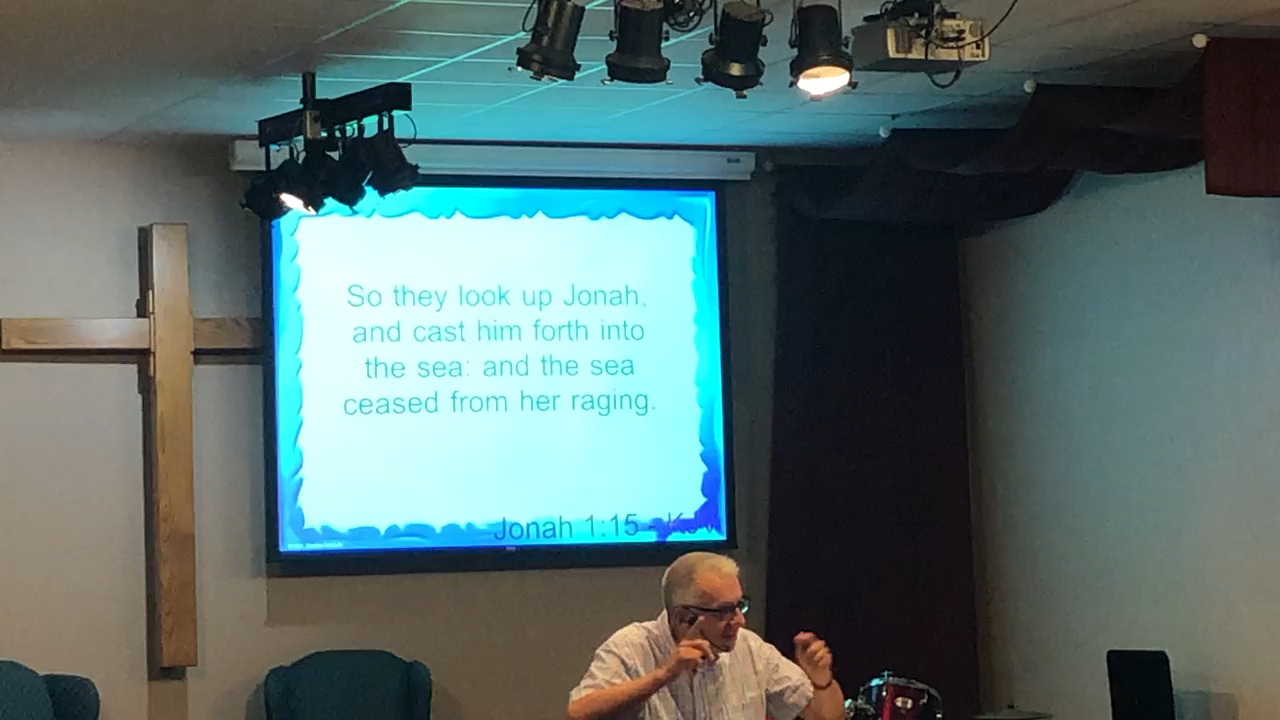 So they look up Jonah,
and cast him forth into
the sea: and the sea
ceased from her raging.
Jonah 1:15 - KJV